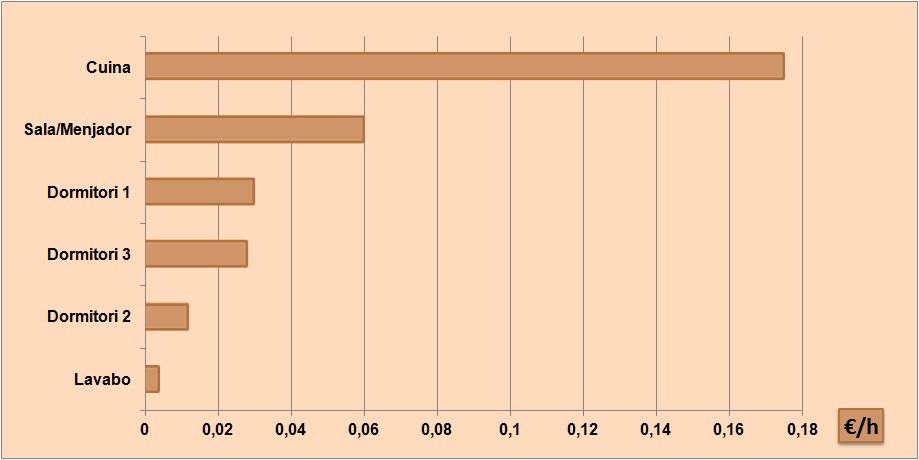 Cuina
Sala/Menjador
Dormitori 1
Dormitori 3
Dormitori 2
Lavabo
0 0,02 0,04 0,06 0,08 0,1 0,12 0,14 0,16 0,18
€/h